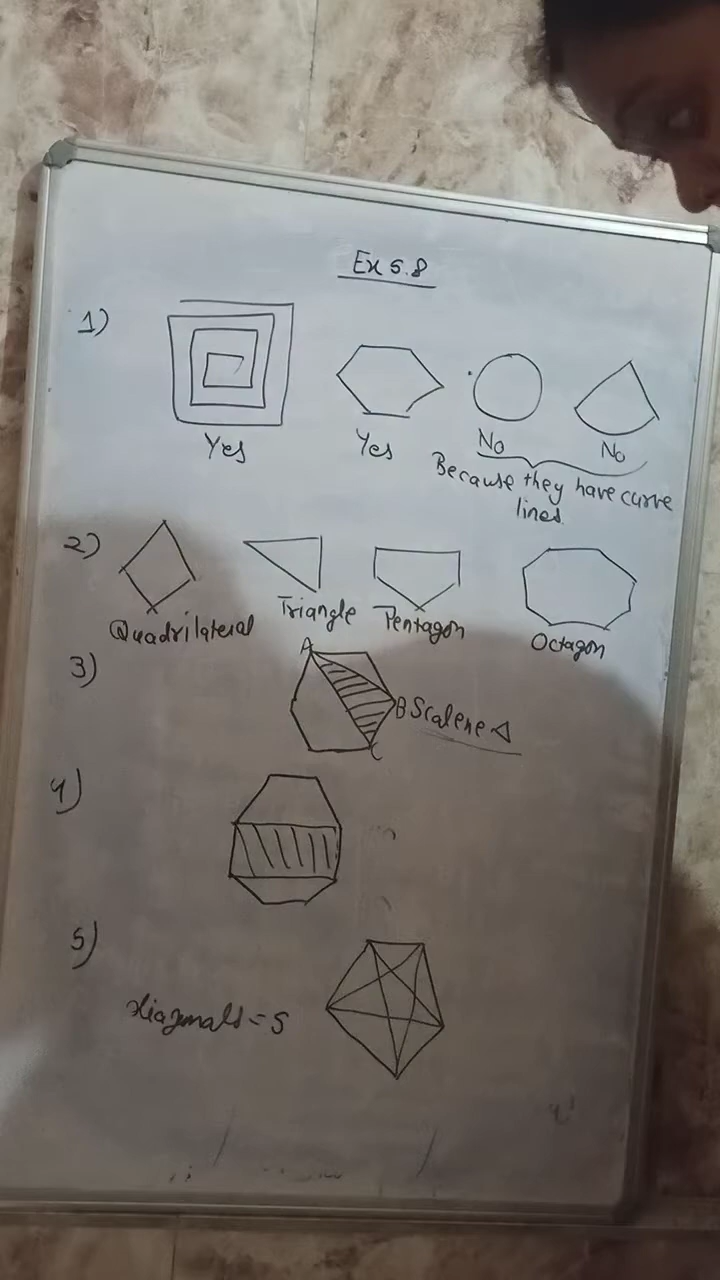 Ex 5.8
1)
Yes
Yes
No
No
Because they have curve
lines.
2)
Quadrilateral
Triangle
Pentagon
Octagon
3)
A
B Scalene Δ
C
4)
5)
diagonals = 5